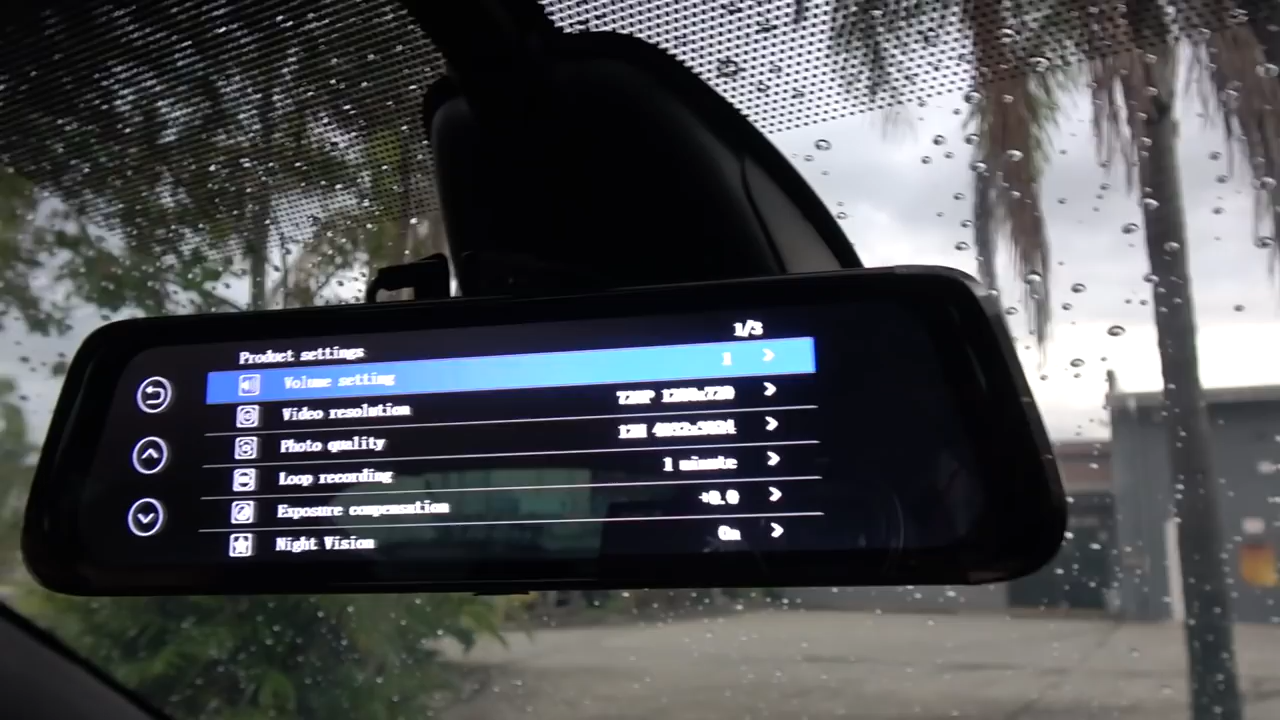 Product settings 1/3
Volume setting 1
Video resolution 720P 1280x720
Photo quality 12M 4032x3024
Loop recording 1 minute
Exposure compensation +0.0
Night Vision On